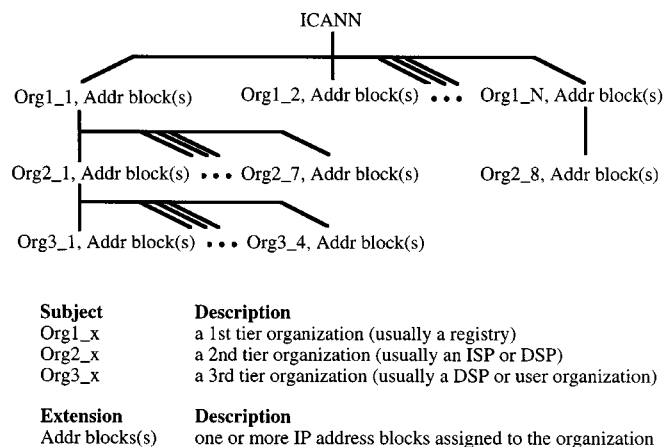 ICANN
Org1_1, Addr block(s) Org1_2, Addr block(s) ••• Org1_N, Addr block(s)
Org2_1, Addr block(s) ••• Org2_7, Addr block(s) Org2_8, Addr block(s)
Org3_1, Addr block(s) ••• Org3_4, Addr block(s)
Subject Description
Org1_x a 1st tier organization (usually a registry)
Org2_x a 2nd tier organization (usually an ISP or DSP)
Org3_x a 3rd tier organization (usually a DSP or user organization)
Extension Description
Addr blocks(s) one or more IP address blocks assigned to the organization